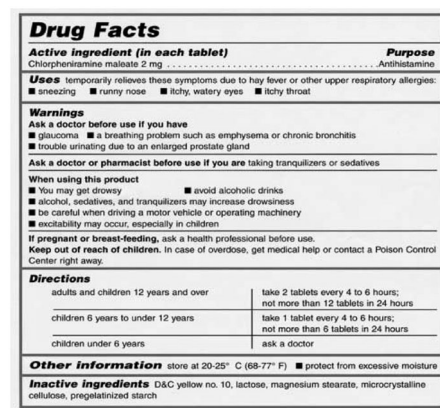 Drug Facts
Active ingredient (in each tablet) Purpose
Chlorpheniramine maleate 2 mg . . . . . . . . . . . . . . . . . . . . . . . . . . . . . . . . . . . . . . Antihistamine
Uses temporarily relieves these symptoms due to hay fever or other upper respiratory allergies:
■ sneezing ■ runny nose ■ itchy, watery eyes ■ itchy throat
Warnings
Ask a doctor before use if you have
■ glaucoma ■ a breathing problem such as emphysema or chronic bronchitis
■ trouble urinating due to an enlarged prostate gland
Ask a doctor or pharmacist before use if you are taking tranquilizers or sedatives
When using this product
■ You may get drowsy ■ avoid alcoholic drinks
■ alcohol, sedatives, and tranquilizers may increase drowsiness
■ be careful when driving a motor vehicle or operating machinery
■ excitability may occur, especially in children
If pregnant or breast-feeding, ask a health professional before use.
Keep out of reach of children. In case of overdose, get medical help or contact a Poison Control
Center right away.
Directions
adults and children 12 years and over take 2 tablets every 4 to 6 hours;
not more than 12 tablets in 24 hours
children 6 years to under 12 years take 1 tablet every 4 to 6 hours;
not more than 6 tablets in 24 hours
children under 6 years ask a doctor
Other information store at 20-25° C (68-77° F) ■ protect from excessive moisture
Inactive ingredients D&C yellow no. 10, lactose, magnesium stearate, microcrystalline
cellulose, pregelatinized starch